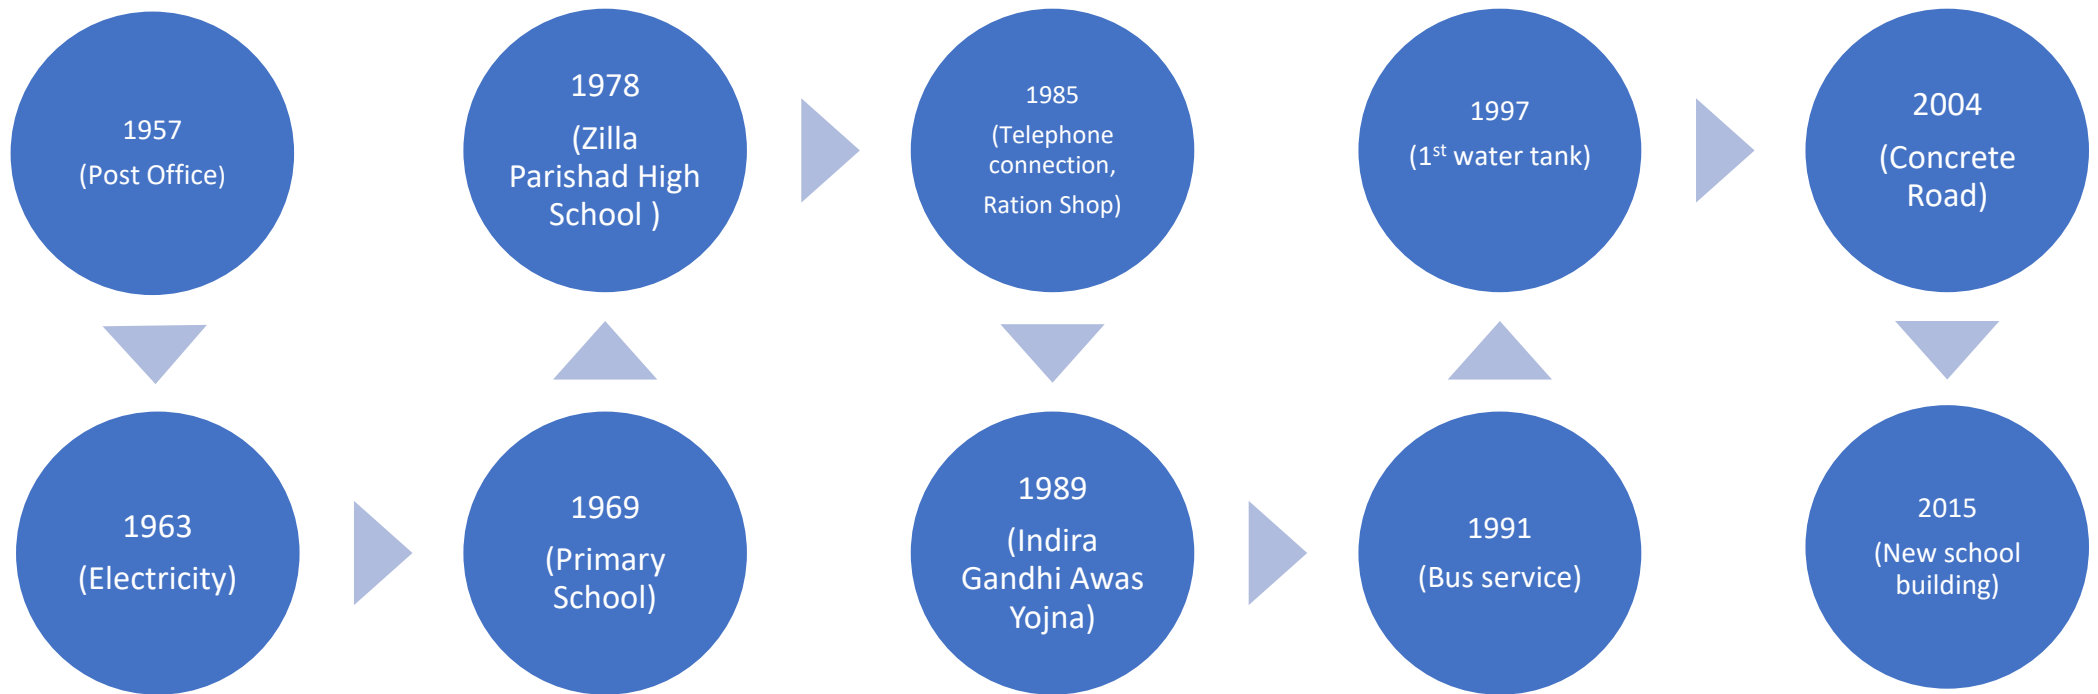 1957
(Post Office)
1963
(Electricity)
1969
(Primary
School)
1978
(Zilla
Parishad High
School )
1985
(Telephone
connection,
Ration Shop)
1989
(Indira
Gandhi Awas
Yojna)
1991
(Bus service)
1997
(1st water tank)
2004
(Concrete
Road)
2015
(New school
building)